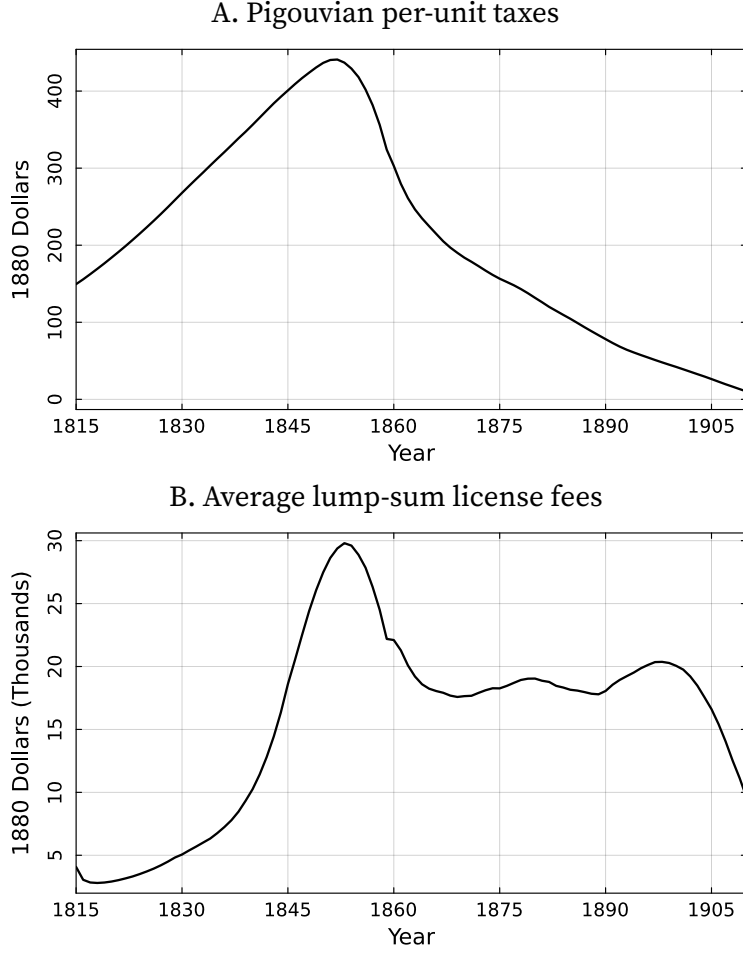 A. Pigouvian per-unit taxes
400
300
200
100
0
1880 Dollars
1815 1830 1845 1860 1875 1890 1905
Year
B. Average lump-sum license fees
30
25
20
15
10
5
1880 Dollars (Thousands)
1815 1830 1845 1860 1875 1890 1905
Year